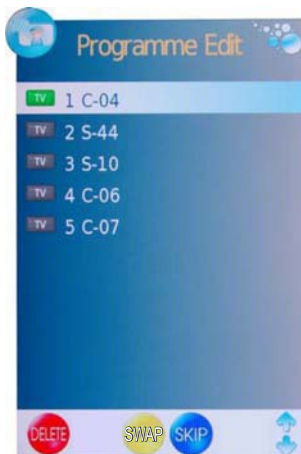 Programme Edit
TV 1 C-04
TV 2 S-44
TV 3 S-10
TV 4 C-06
TV 5 C-07
DELETE SWAP SKIP